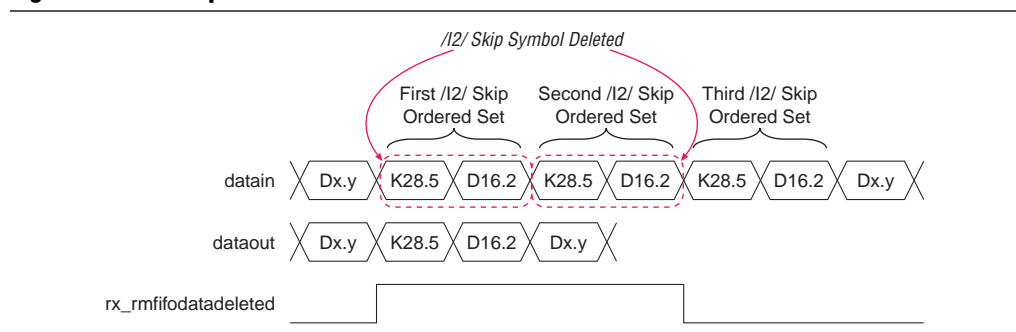 /I2/ Skip Symbol Deleted
First /I2/ Skip Ordered Set
Second /I2/ Skip Ordered Set
Third /I2/ Skip Ordered Set
datain Dx.y K28.5 D16.2 K28.5 D16.2 K28.5 D16.2 Dx.y
dataout Dx.y K28.5 D16.2 Dx.y
rx_rmfifodatadeleted